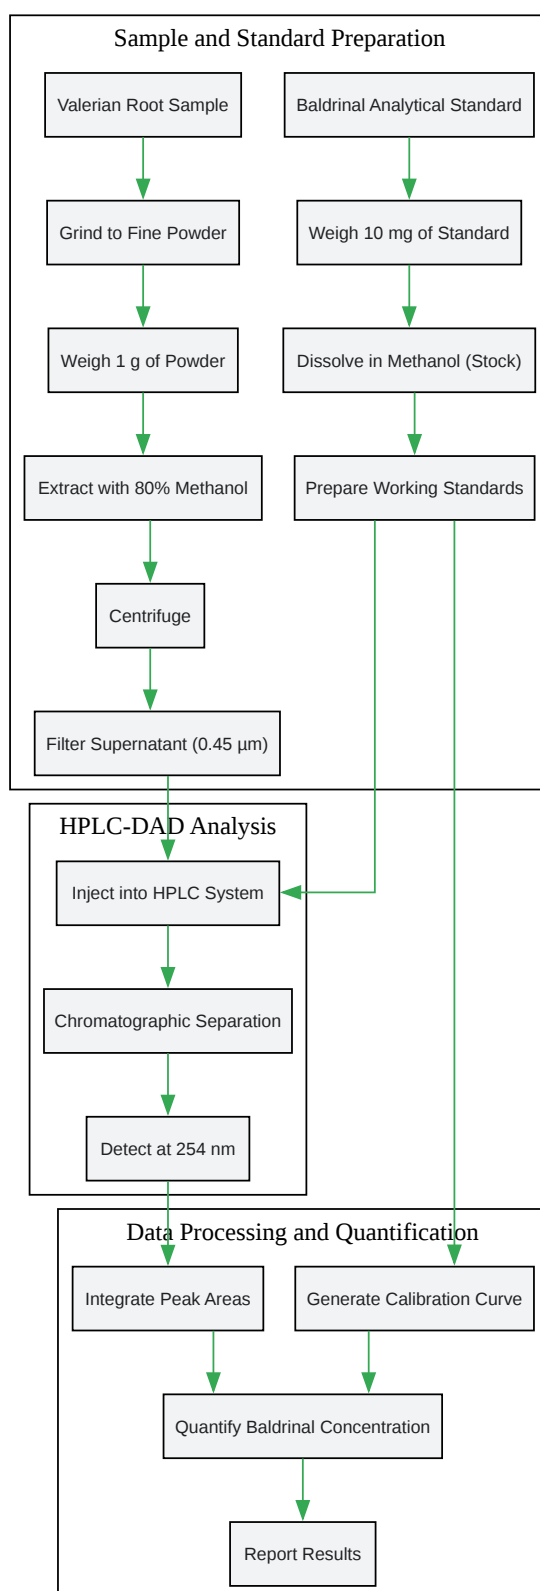 Sample and Standard Preparation
Valerian Root Sample
Baldrinal Analytical Standard
Grind to Fine Powder
Weigh 10 mg of Standard
Weigh 1 g of Powder
Dissolve in Methanol (Stock)
Extract with 80% Methanol
Prepare Working Standards
Centrifuge
Filter Supernatant (0.45 µm)
HPLC-DAD Analysis
Inject into HPLC System
Chromatographic Separation
Detect at 254 nm
Data Processing and Quantification
Integrate Peak Areas
Generate Calibration Curve
Quantify Baldrinal Concentration
Report Results